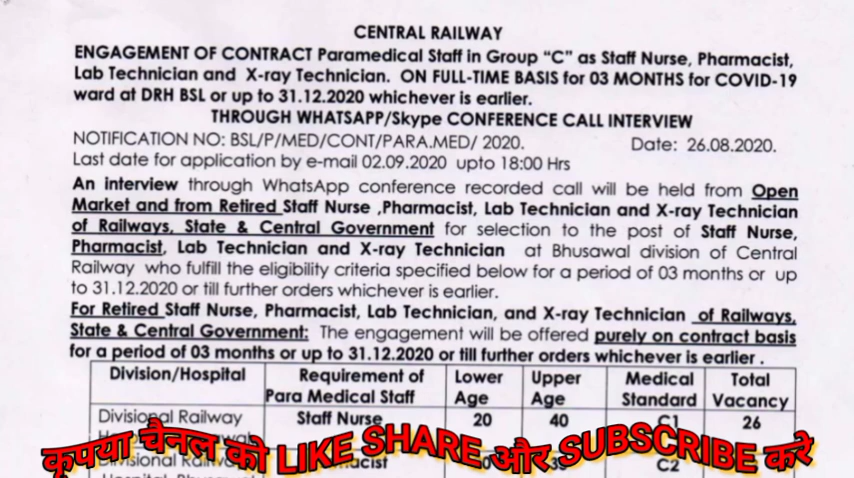 CENTRAL RAILWAY
ENGAGEMENT OF CONTRACT Paramedical Staff in Group “C” as Staff Nurse, Pharmacist,
Lab Technician and X-ray Technician. ON FULL-TIME BASIS for 03 MONTHS for COVID-19
ward at DRH BSL or up to 31.12.2020 whichever is earlier.
THROUGH WHATSAPP/Skype CONFERENCE CALL INTERVIEW
NOTIFICATION NO: BSL/P/MED/CONT/PARA.MED/ 2020. Date: 26.08.2020.
Last date for application by e-mail 02.09.2020 upto 18:00 Hrs
An interview through WhatsApp conference recorded call will be held from Open
Market and from Retired Staff Nurse ,Pharmacist, Lab Technician and X-ray Technician
of Railways, State & Central Government for selection to the post of Staff Nurse,
Pharmacist, Lab Technician and X-ray Technician at Bhusawal division of Central
Railway who fulfill the eligibility criteria specified below for a period of 03 months or up
to 31.12.2020 or till further orders whichever is earlier.
For Retired Staff Nurse, Pharmacist, Lab Technician, and X-ray Technician of Railways,
State & Central Government: The engagement will be offered purely on contract basis
for a period of 03 months or up to 31.12.2020 or till further orders whichever is earlier .
Division/Hospital Requirement of Lower Upper Medical Total
Para Medical Staff Age Age Standard Vacancy
Divisional Railway Staff Nurse 20 40 C1 26
कृपया चैनल को LIKE SHARE और SUBSCRIBE करे
C2